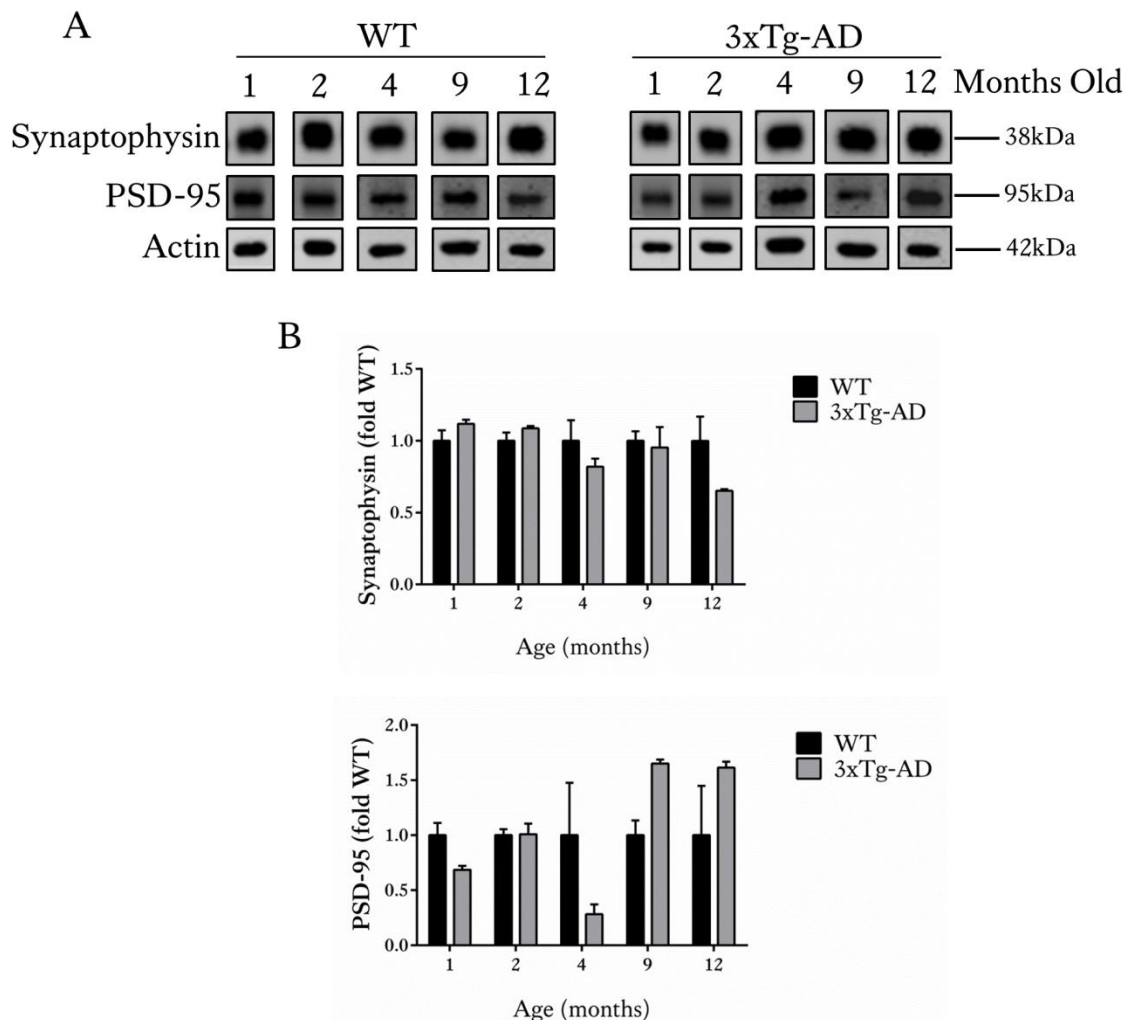 A
WT 3xTg-AD
1 2 4 9 12 1 2 4 9 12 Months Old
Synaptophysin 38kDa
PSD-95 95kDa
Actin 42kDa
B
Synaptophysin (fold WT)
1.5
1.0
0.5
0.0
WT
3xTg-AD
1 2 4 9 12
Age (months)
PSD-95 (fold WT)
2.0
1.5
1.0
0.5
0.0
WT
3xTg-AD
1 2 4 9 12
Age (months)